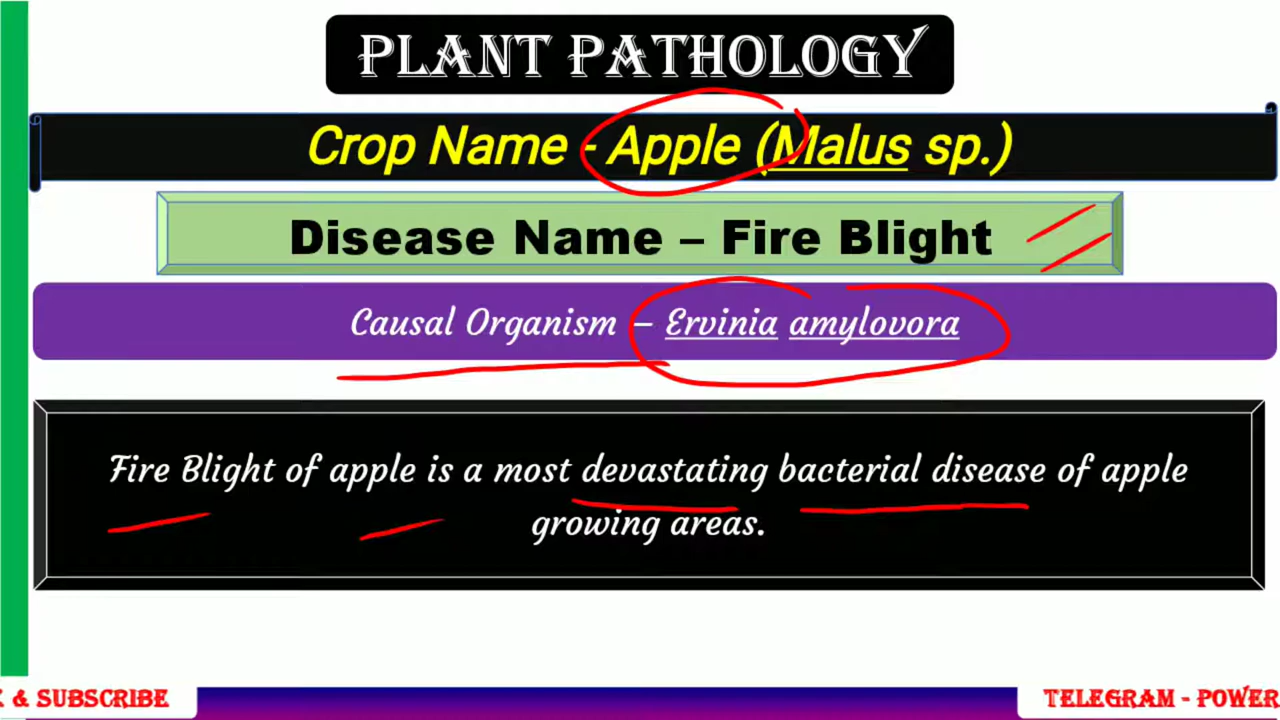 PLANT PATHOLOGY
Crop Name - Apple (Malus sp.)
Disease Name – Fire Blight
Causal Organism – Ervinia amylovora
Fire Blight of apple is a most devastating bacterial disease of apple
growing areas.
& SUBSCRIBE
TELEGRAM - POWER